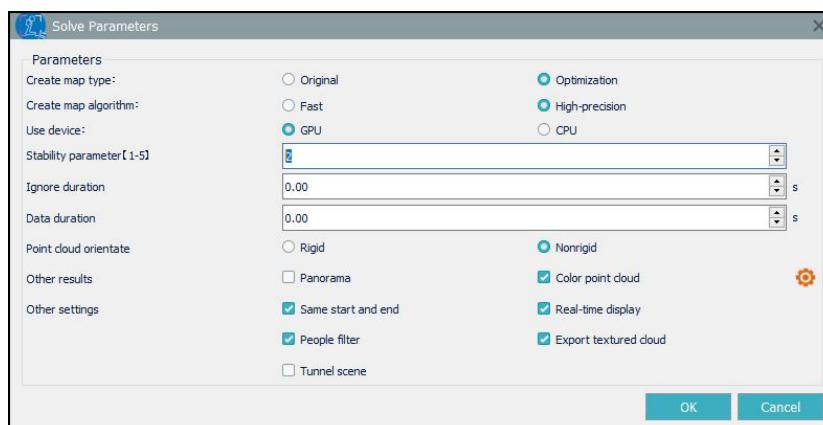 Solve Parameters
Parameters
Create map type: Original Optimization
Create map algorithm: Fast High-precision
Use device: GPU CPU
Stability parameter[1-5] 2
Ignore duration 0.00 s
Data duration 0.00 s
Point cloud orientate Rigid Nonrigid
Other results Panorama Color point cloud
Other settings Same start and end Real-time display
People filter Export textured cloud
Tunnel scene
OK Cancel